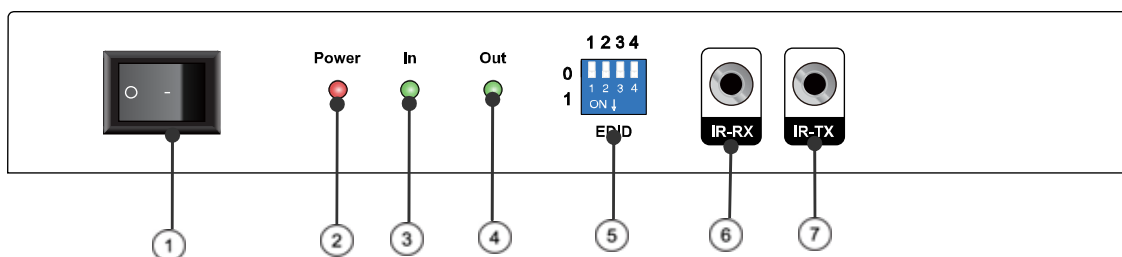 Power In Out
1 2 3 4
0
1 2 3 4
1
ON ↓
EDID
IR-RX IR-TX
1 2 3 4 5 6 7